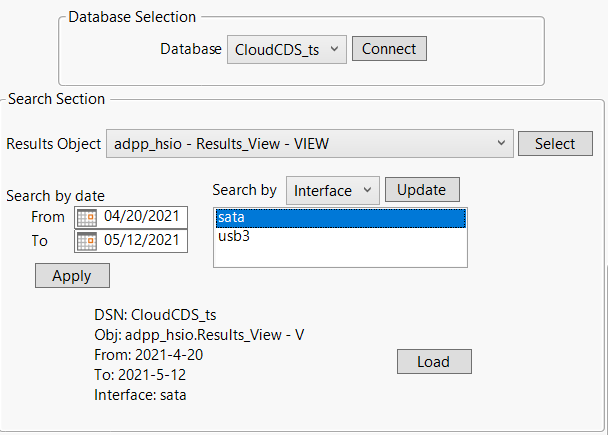 Database Selection
Database CloudCDS_ts Connect
Search Section
Results Object adpp_hsio - Results_View - VIEW Select
Search by date
From 04/20/2021
To 05/12/2021
Apply
Search by Interface Update
sata
usb3
DSN: CloudCDS_ts
Obj: adpp_hsio.Results_View - V
From: 2021-4-20
To: 2021-5-12
Interface: sata
Load